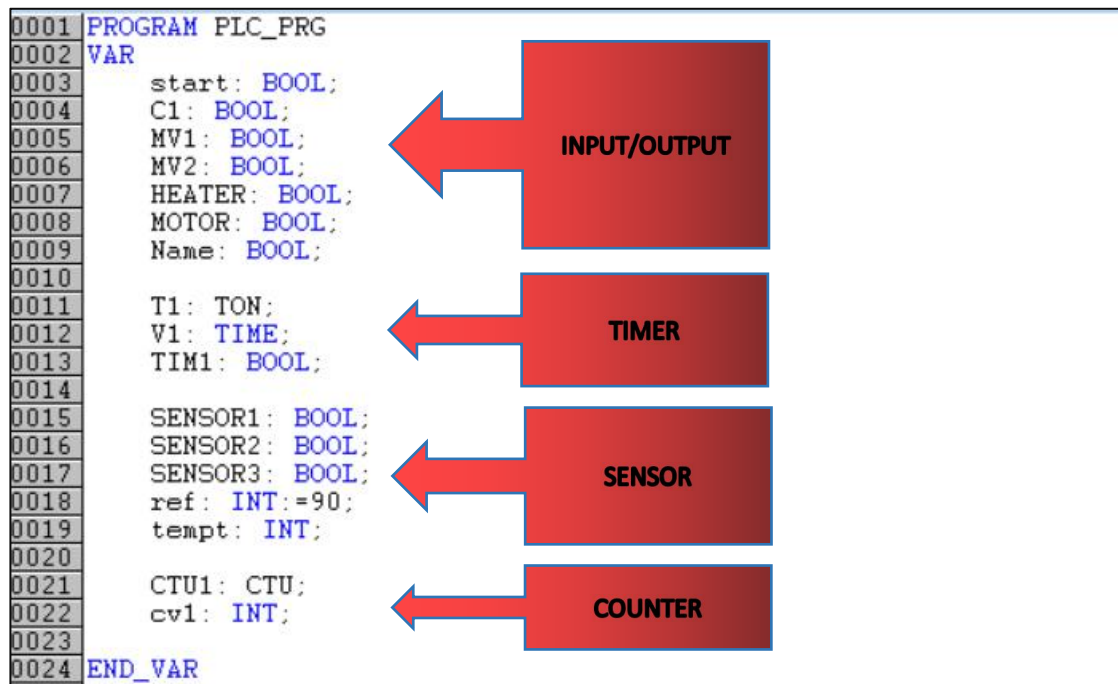 0001 PROGRAM PLC_PRG
0002 VAR
0003 start: BOOL;
0004 C1: BOOL;
0005 MV1: BOOL;
0006 MV2: BOOL;
0007 HEATER: BOOL;
0008 MOTOR: BOOL;
0009 Name: BOOL;
INPUT/OUTPUT
0010
0011 T1: TON;
0012 V1: TIME;
0013 TIM1: BOOL;
TIMER
0014
0015 SENSOR1: BOOL;
0016 SENSOR2: BOOL;
0017 SENSOR3: BOOL;
0018 ref: INT:=90;
0019 tempt: INT;
SENSOR
0020
0021 CTU1: CTU;
0022 cv1: INT;
COUNTER
0023
0024 END_VAR